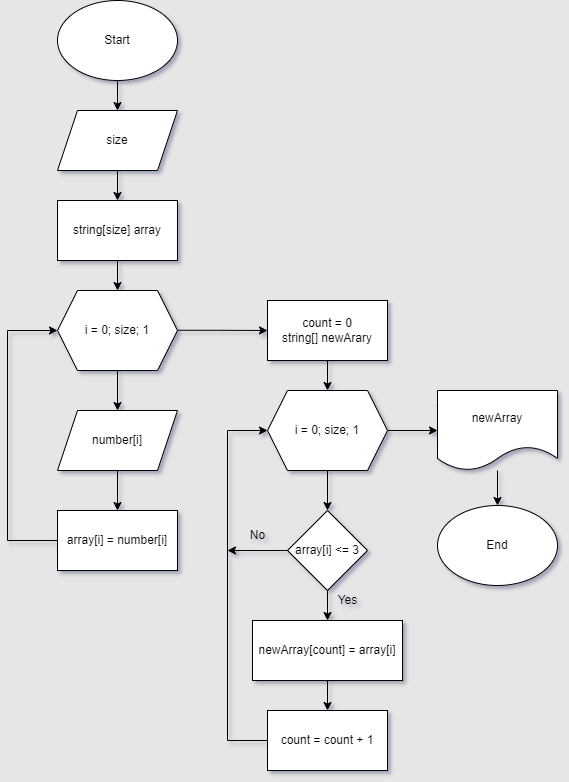 Start
size
string[size] array
i = 0; size; 1
number[i]
array[i] = number[i]
count = 0
string[] newArary
i = 0; size; 1
newArray
End
No
array[i] <= 3
Yes
newArray[count] = array[i]
count = count + 1